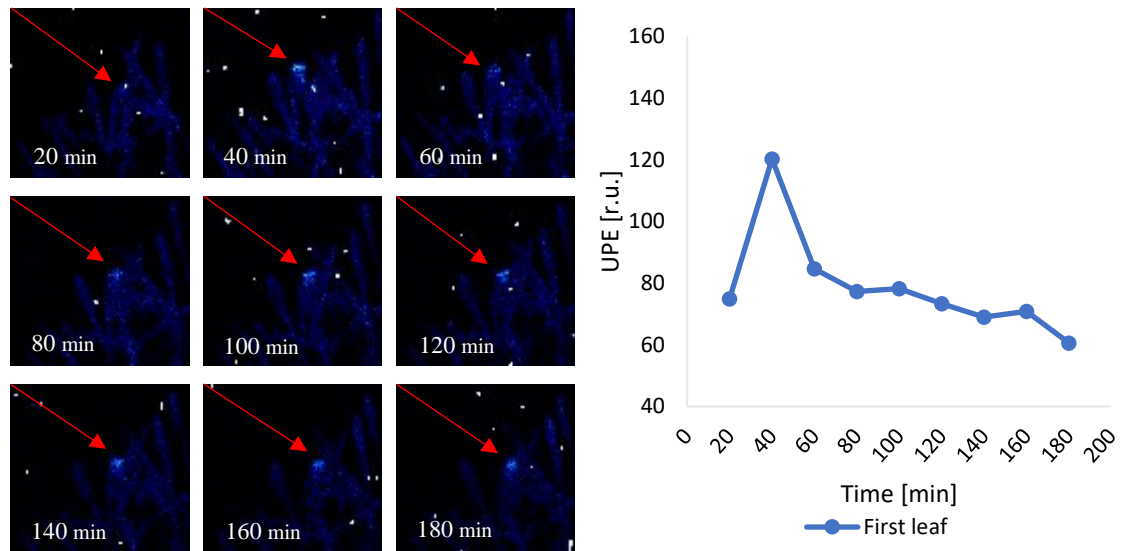 20 min
40 min
60 min
80 min
100 min
120 min
140 min
160 min
180 min
UPE [r.u.]
160
140
120
100
80
60
40
0
20
40
60
80
100
120
140
160
180
200
Time [min]
First leaf